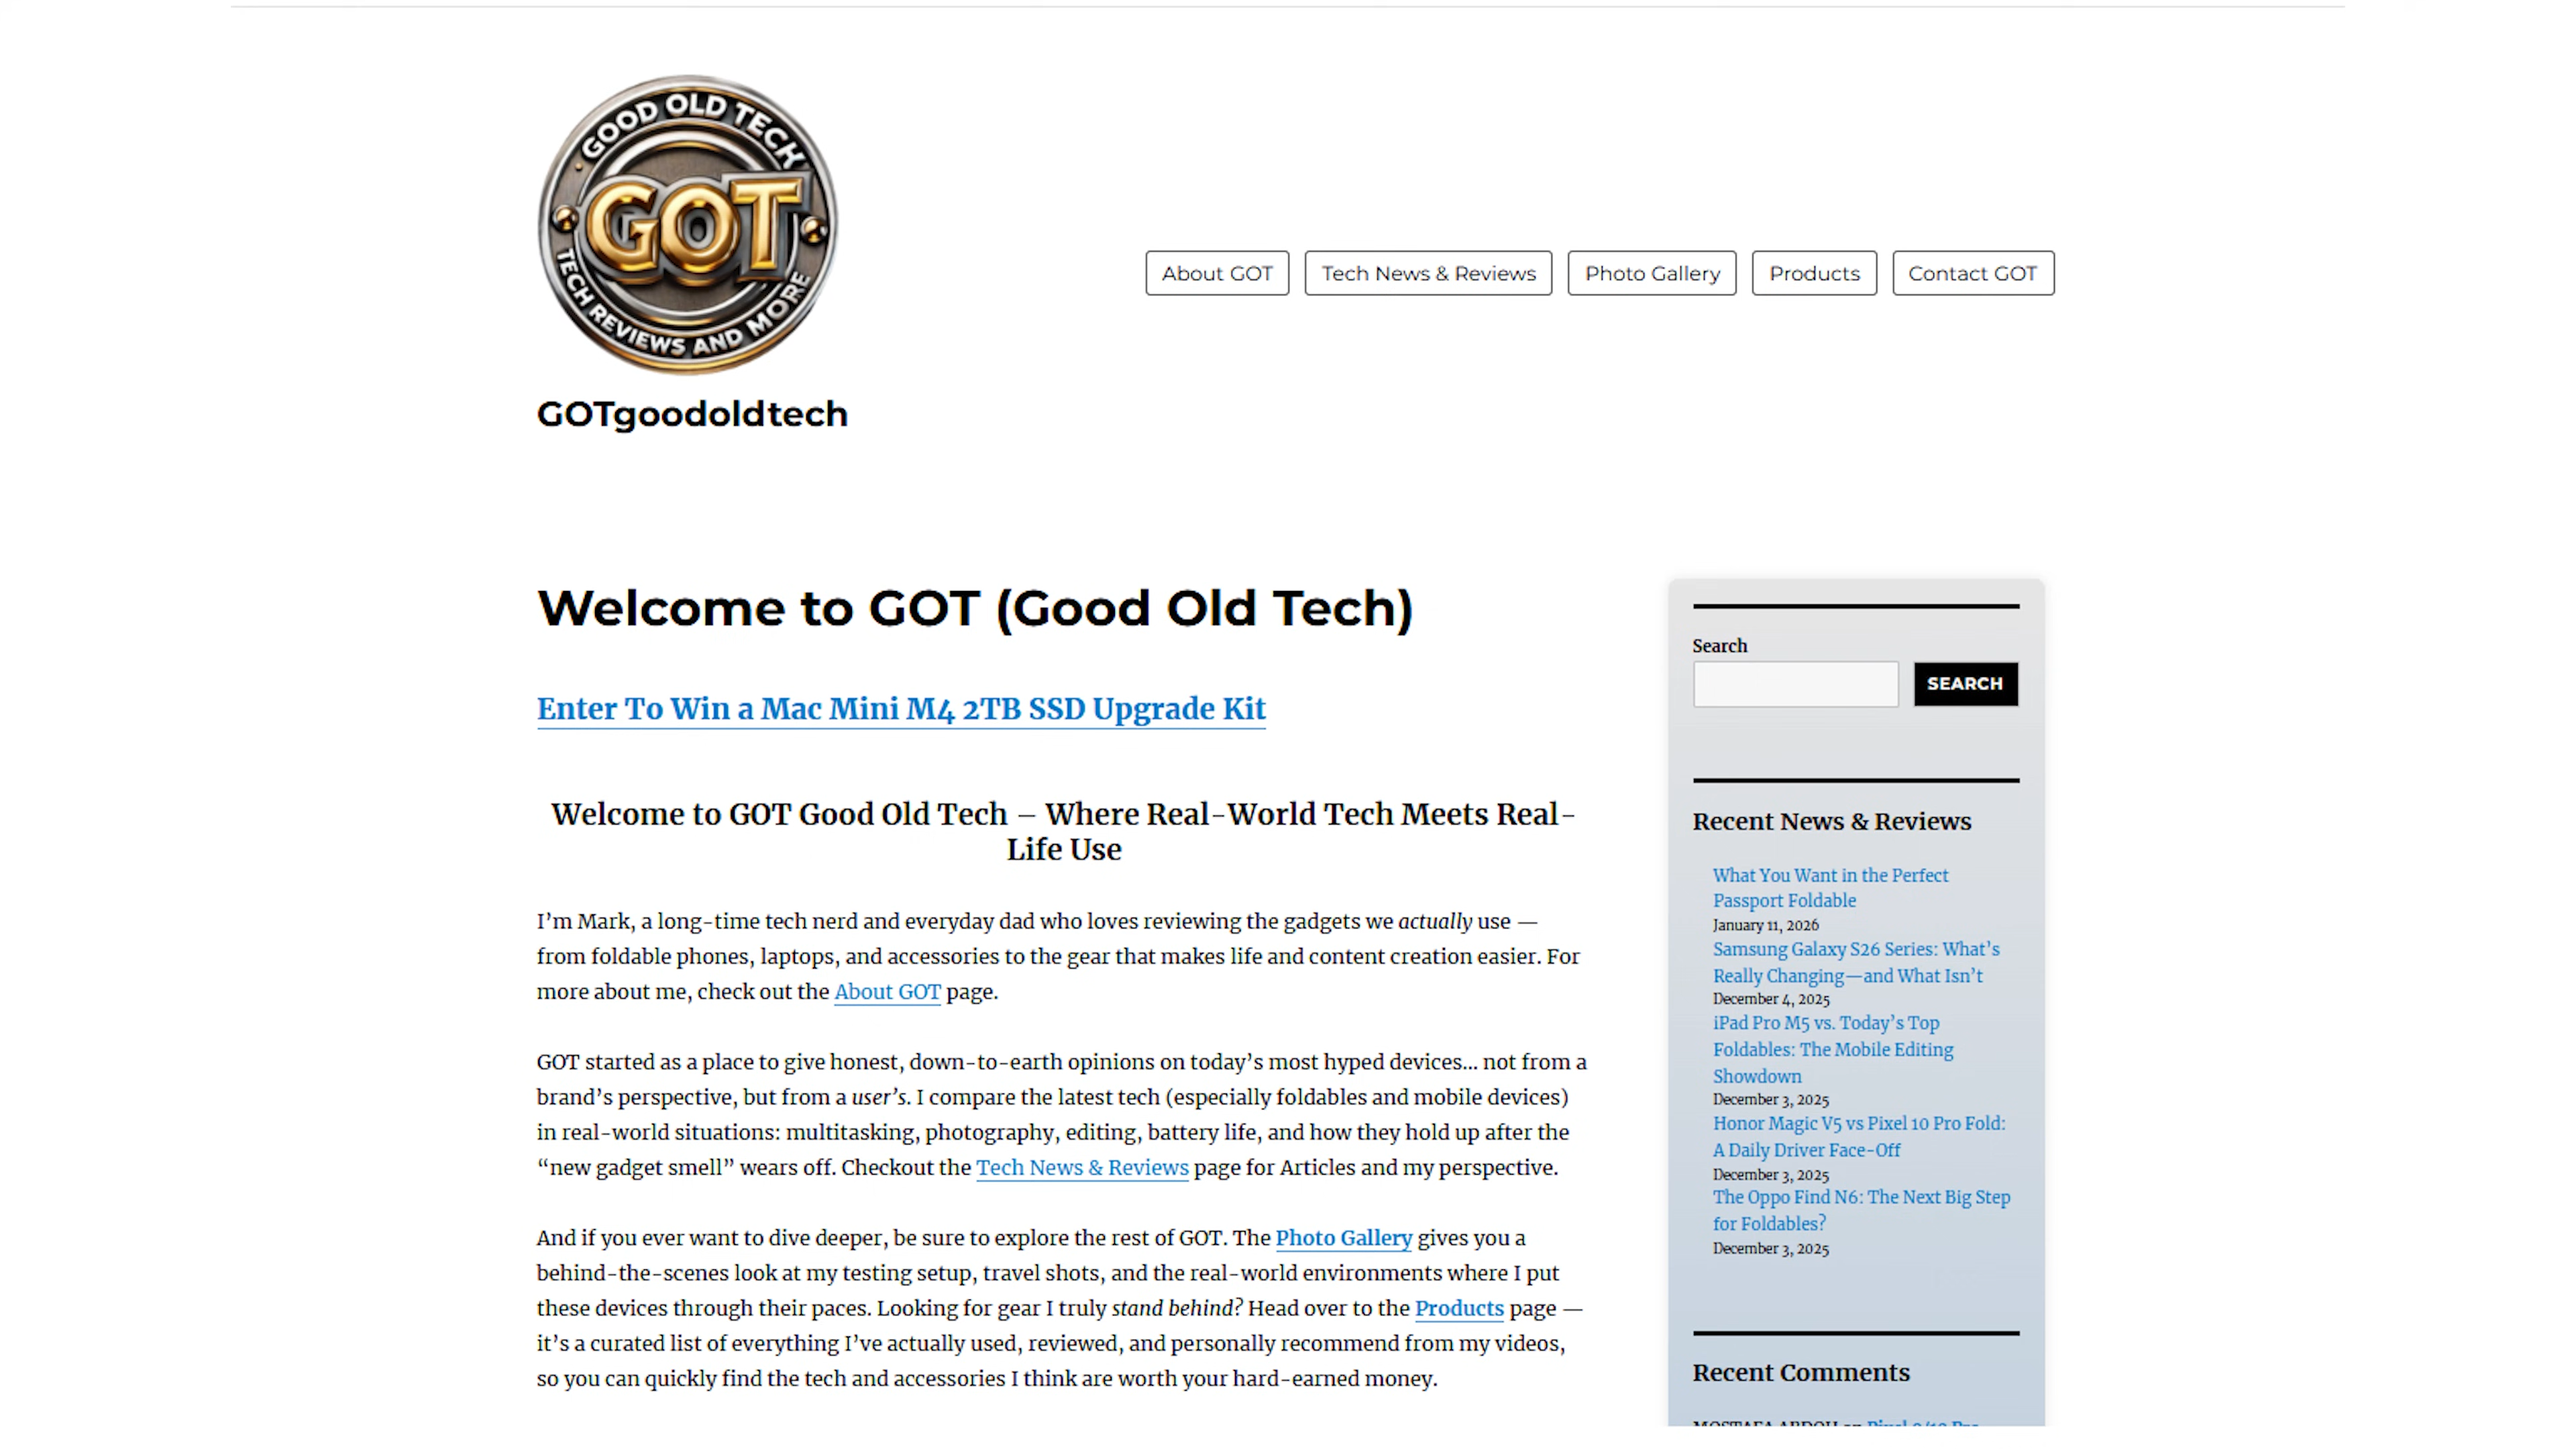 GOOD OLD TECH
GOT
TECH REVIEWS AND MORE
GOTgoodoldtech
About GOT
Tech News & Reviews
Photo Gallery
Products
Contact GOT
Welcome to GOT (Good Old Tech)
Enter To Win a Mac Mini M4 2TB SSD Upgrade Kit
Welcome to GOT Good Old Tech – Where Real-World Tech Meets Real-
Life Use
I’m Mark, a long-time tech nerd and everyday dad who loves reviewing the gadgets we actually use —
from foldable phones, laptops, and accessories to the gear that makes life and content creation easier. For
more about me, check out the About GOT page.
GOT started as a place to give honest, down-to-earth opinions on today’s most hyped devices… not from a
brand’s perspective, but from a user’s. I compare the latest tech (especially foldables and mobile devices)
in real-world situations: multitasking, photography, editing, battery life, and how they hold up after the
“new gadget smell” wears off. Checkout the Tech News & Reviews page for Articles and my perspective.
And if you ever want to dive deeper, be sure to explore the rest of GOT. The Photo Gallery gives you a
behind-the-scenes look at my testing setup, travel shots, and the real-world environments where I put
these devices through their paces. Looking for gear I truly stand behind? Head over to the Products page —
it’s a curated list of everything I’ve actually used, reviewed, and personally recommend from my videos,
so you can quickly find the tech and accessories I think are worth your hard-earned money.
Search
SEARCH
Recent News & Reviews
What You Want in the Perfect
Passport Foldable
January 11, 2026
Samsung Galaxy S26 Series: What’s
Really Changing—and What Isn’t
December 4, 2025
iPad Pro M5 vs. Today’s Top
Foldables: The Mobile Editing
Showdown
December 3, 2025
Honor Magic V5 vs Pixel 10 Pro Fold:
A Daily Driver Face-Off
December 3, 2025
The Oppo Find N6: The Next Big Step
for Foldables?
December 3, 2025
Recent Comments